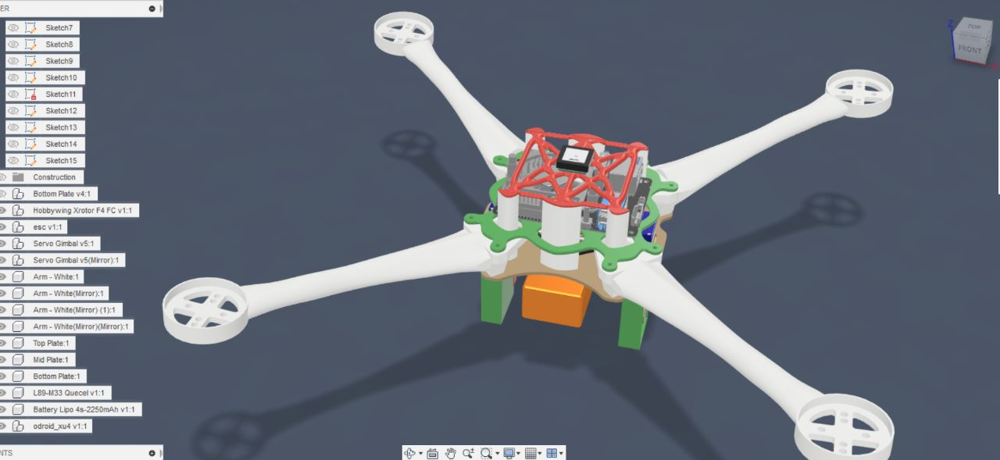 ER
Sketch7
Sketch8
Sketch9
Sketch10
Sketch11
Sketch12
Sketch13
Sketch14
Sketch15
Construction
Bottom Plate v4:1
Hobbywing Xrotor F4 FC v1:1
esc v1:1
Servo Gimbal v5:1
Servo Gimbal v5(Mirror):1
Arm - White:1
Arm - White(Mirror):1
Arm - White(Mirror) (1):1
Arm - White(Mirror)(Mirror):1
Top Plate:1
Mid Plate:1
Bottom Plate:1
L89-M33 Quecel v1:1
Battery Lipo 4s-2250mAh v1:1
odroid_xu4 v1:1
NTS
Z
TOP
FRONT